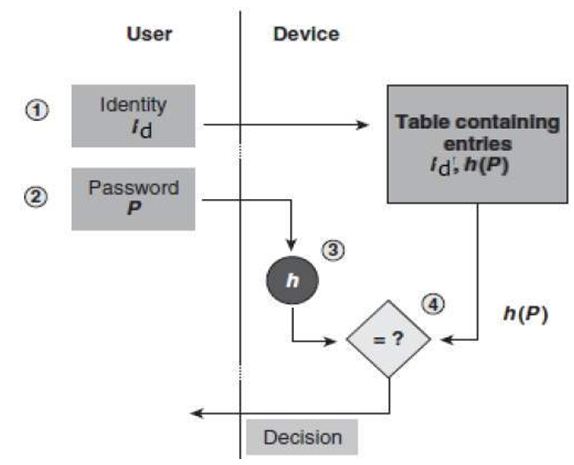 User Device
① Identity
Id
Table containing
entries
Id', h(P)
② Password
P
③
h
④
= ?
h(P)
Decision